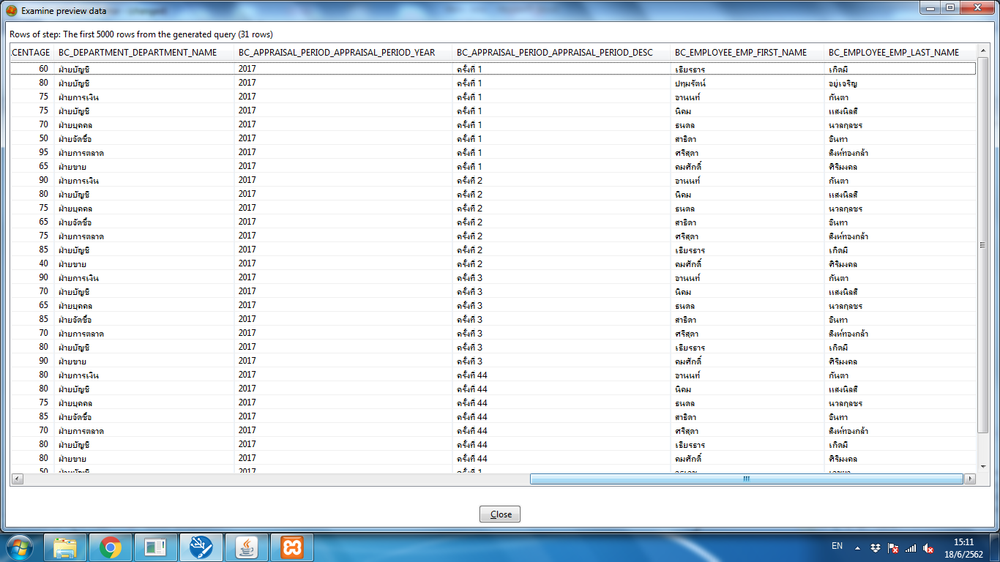 Examine preview data
Rows of step: The first 5000 rows from the generated query (31 rows)
CENTAGE BC_DEPARTMENT_DEPARTMENT_NAME BC_APPRAISAL_PERIOD_APPRAISAL_PERIOD_YEAR BC_APPRAISAL_PERIOD_APPRAISAL_PERIOD_DESC BC_EMPLOYEE_EMP_FIRST_NAME BC_EMPLOYEE_EMP_LAST_NAME
60 ฝ่ายบัญชี 2017 ครั้งที่ 1 เธียรธาร เกิดมี
80 ฝ่ายบัญชี 2017 ครั้งที่ 1 ปฤมรัตน์ อยู่เจริญ
75 ฝ่ายการเงิน 2017 ครั้งที่ 1 อานนท์ กันตา
75 ฝ่ายบัญชี 2017 ครั้งที่ 1 นิคม แสงนิลสี
70 ฝ่ายบุคคล 2017 ครั้งที่ 1 ธนดล นวลกุลชร
50 ฝ่ายจัดซื้อ 2017 ครั้งที่ 1 สาธิดา อินทา
95 ฝ่ายการตลาด 2017 ครั้งที่ 1 ศริสุดา สิงห์ทองกล้า
65 ฝ่ายขาย 2017 ครั้งที่ 1 คมศักดิ์ ศิริมงคล
90 ฝ่ายการเงิน 2017 ครั้งที่ 2 อานนท์ กันตา
80 ฝ่ายบัญชี 2017 ครั้งที่ 2 นิคม แสงนิลสี
75 ฝ่ายบุคคล 2017 ครั้งที่ 2 ธนดล นวลกุลชร
65 ฝ่ายจัดซื้อ 2017 ครั้งที่ 2 สาธิดา อินทา
75 ฝ่ายการตลาด 2017 ครั้งที่ 2 ศริสุดา สิงห์ทองกล้า
85 ฝ่ายบัญชี 2017 ครั้งที่ 2 เธียรธาร เกิดมี
40 ฝ่ายขาย 2017 ครั้งที่ 2 คมศักดิ์ ศิริมงคล
90 ฝ่ายการเงิน 2017 ครั้งที่ 3 อานนท์ กันตา
70 ฝ่ายบัญชี 2017 ครั้งที่ 3 นิคม แสงนิลสี
65 ฝ่ายบุคคล 2017 ครั้งที่ 3 ธนดล นวลกุลชร
85 ฝ่ายจัดซื้อ 2017 ครั้งที่ 3 สาธิดา อินทา
70 ฝ่ายการตลาด 2017 ครั้งที่ 3 ศริสุดา สิงห์ทองกล้า
80 ฝ่ายบัญชี 2017 ครั้งที่ 3 เธียรธาร เกิดมี
90 ฝ่ายขาย 2017 ครั้งที่ 3 คมศักดิ์ ศิริมงคล
80 ฝ่ายการเงิน 2017 ครั้งที่ 44 อานนท์ กันตา
80 ฝ่ายบัญชี 2017 ครั้งที่ 44 นิคม แสงนิลสี
75 ฝ่ายบุคคล 2017 ครั้งที่ 44 ธนดล นวลกุลชร
85 ฝ่ายจัดซื้อ 2017 ครั้งที่ 44 สาธิดา อินทา
70 ฝ่ายการตลาด 2017 ครั้งที่ 44 ศริสุดา สิงห์ทองกล้า
80 ฝ่ายบัญชี 2017 ครั้งที่ 44 เธียรธาร เกิดมี
80 ฝ่ายขาย 2017 ครั้งที่ 44 คมศักดิ์ ศิริมงคล
50 ฝ่ายบัญชี 2017 ครั้งที่ 1
Close
EN
15:11
18/6/2562